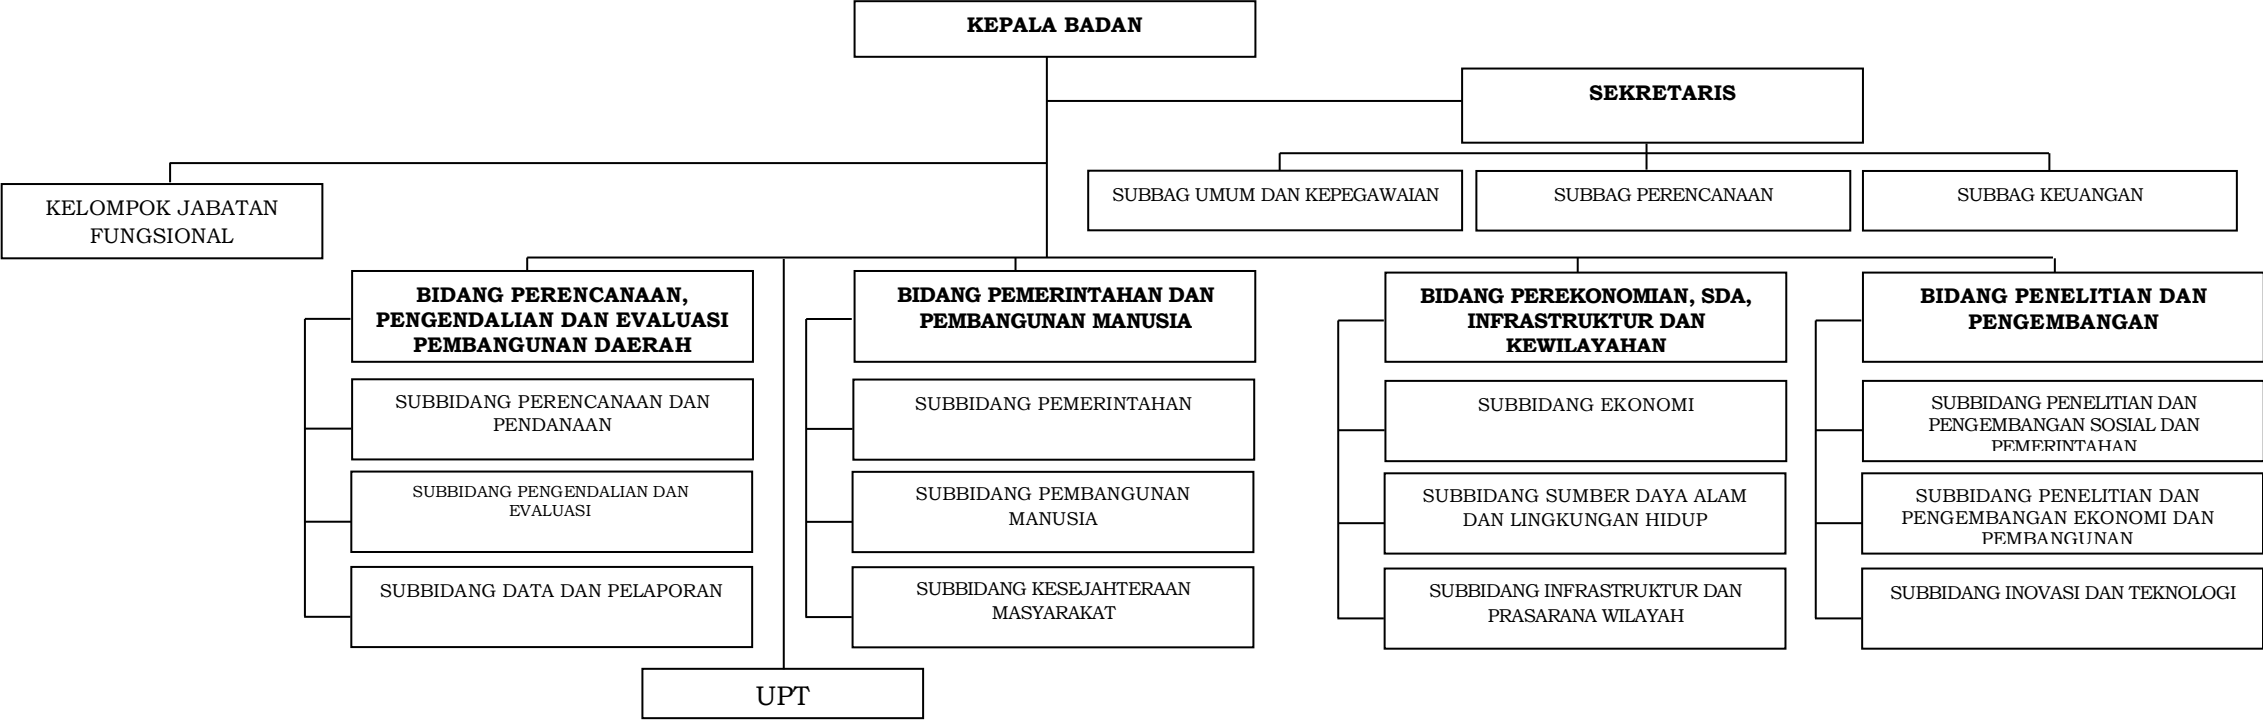 KEPALA BADAN
SEKRETARIS
SUBBAG UMUM DAN KEPEGAWAIAN
SUBBAG PERENCANAAN
SUBBAG KEUANGAN
KELOMPOK JABATAN
FUNGSIONAL
BIDANG PERENCANAAN,
PENGENDALIAN DAN EVALUASI
PEMBANGUNAN DAERAH
SUBBIDANG PERENCANAAN DAN
PENDANAAN
SUBBIDANG PENGENDALIAN DAN
EVALUASI
SUBBIDANG DATA DAN PELAPORAN
BIDANG PEMERINTAHAN DAN
PEMBANGUNAN MANUSIA
SUBBIDANG PEMERINTAHAN
SUBBIDANG PEMBANGUNAN
MANUSIA
SUBBIDANG KESEJAHTERAAN
MASYARAKAT
BIDANG PEREKONOMIAN, SDA,
INFRASTRUKTUR DAN
KEWILAYAHAN
SUBBIDANG EKONOMI
SUBBIDANG SUMBER DAYA ALAM
DAN LINGKUNGAN HIDUP
SUBBIDANG INFRASTRUKTUR DAN
PRASARANA WILAYAH
BIDANG PENELITIAN DAN
PENGEMBANGAN
SUBBIDANG PENELITIAN DAN
PENGEMBANGAN SOSIAL DAN
PEMERINTAHAN
SUBBIDANG PENELITIAN DAN
PENGEMBANGAN EKONOMI DAN
PEMBANGUNAN
SUBBIDANG INOVASI DAN TEKNOLOGI
UPT